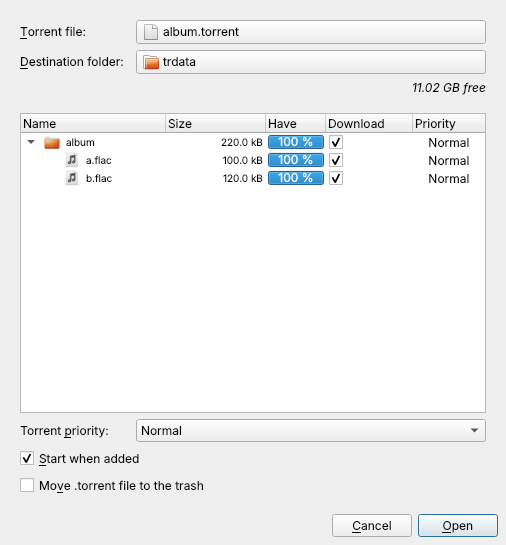 Torrent file: album.torrent
Destination folder: trdata
11.02 GB free
Name Size Have Download Priority
album 220.0 kB 100 % Normal
a.flac 100.0 kB 100 % Normal
b.flac 120.0 kB 100 % Normal
Torrent priority: Normal
Start when added
Move .torrent file to the trash
Cancel Open